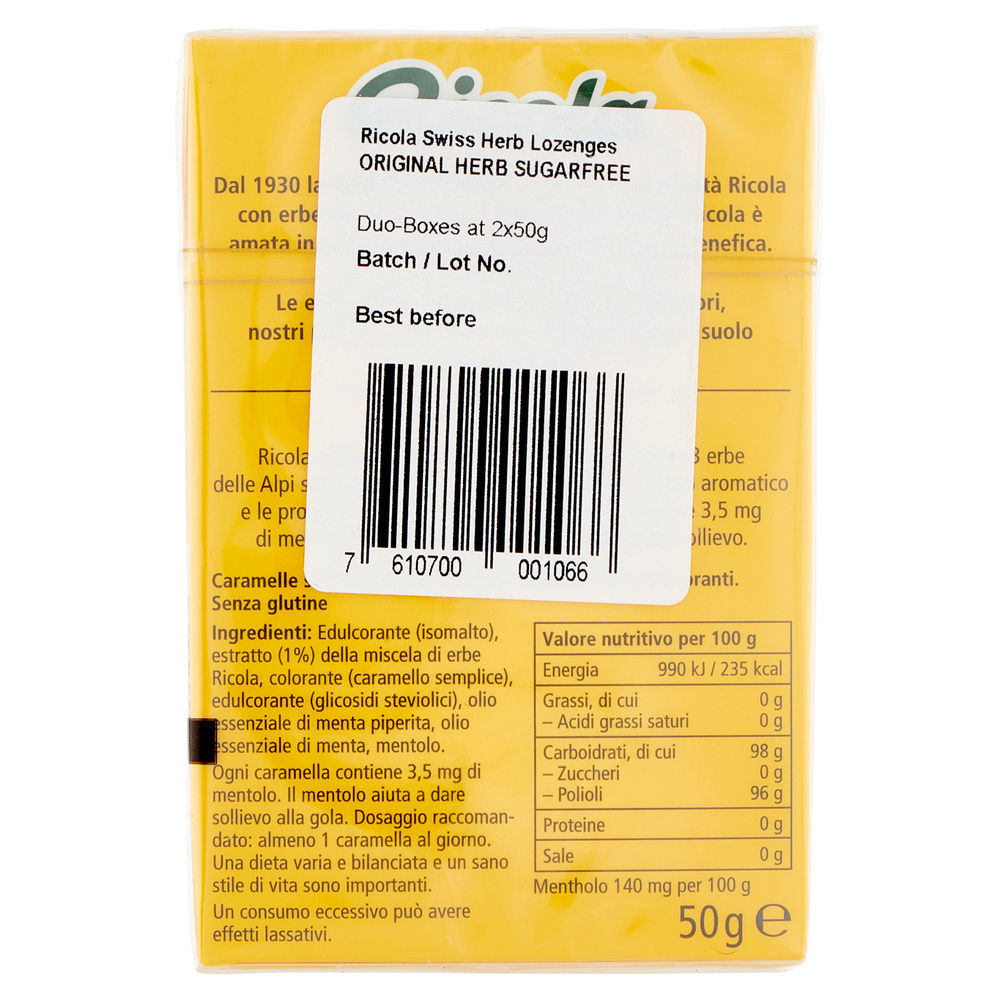 Ricola
Ricola Swiss Herb Lozenges
ORIGINAL HERB SUGARFREE
Duo-Boxes at 2x50g
Batch / Lot No.
Best before
7 610700 001066
Dal 1930 tà Ricola
con erbe icola è
amata in enefica.
Le ori,
nostri suolo
Ricola 3 erbe
delle Alpi aromatico
e le pro 3,5 mg
di me ollievo.
Caramelle oranti.
Senza glutine
Ingredienti: Edulcorante (isomalto),
estratto (1%) della miscela di erbe
Ricola, colorante (caramello semplice),
edulcorante (glicosidi steviolici), olio
essenziale di menta piperita, olio
essenziale di menta, mentolo.
Ogni caramella contiene 3,5 mg di
mentolo. Il mentolo aiuta a dare
sollievo alla gola. Dosaggio raccoman-
dato: almeno 1 caramella al giorno.
Una dieta varia e bilanciata e un sano
stile di vita sono importanti.
Un consumo eccessivo può avere
effetti lassativi.
Valore nutritivo per 100 g
Energia 990 kJ / 235 kcal
Grassi, di cui 0 g
– Acidi grassi saturi 0 g
Carboidrati, di cui 98 g
– Zuccheri 0 g
– Polioli 96 g
Proteine 0 g
Sale 0 g
Mentholo 140 mg per 100 g
50 g ℮